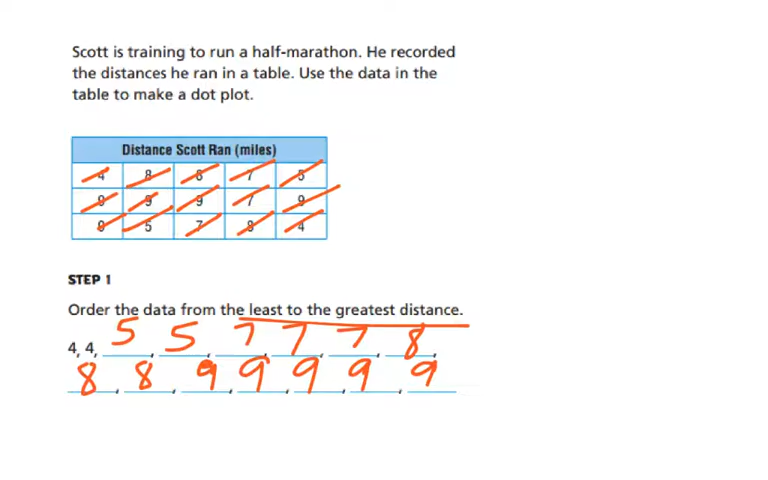 Scott is training to run a half-marathon. He recorded
the distances he ran in a table. Use the data in the
table to make a dot plot.
Distance Scott Ran (miles)
4 8 8 7 5
9 9 9 7 9
9 5 7 8 4
STEP 1
Order the data from the least to the greatest distance.
4, 4, 5, 5, 7, 7, 7, 8,
8, 8, 9, 9, 9, 9, 9